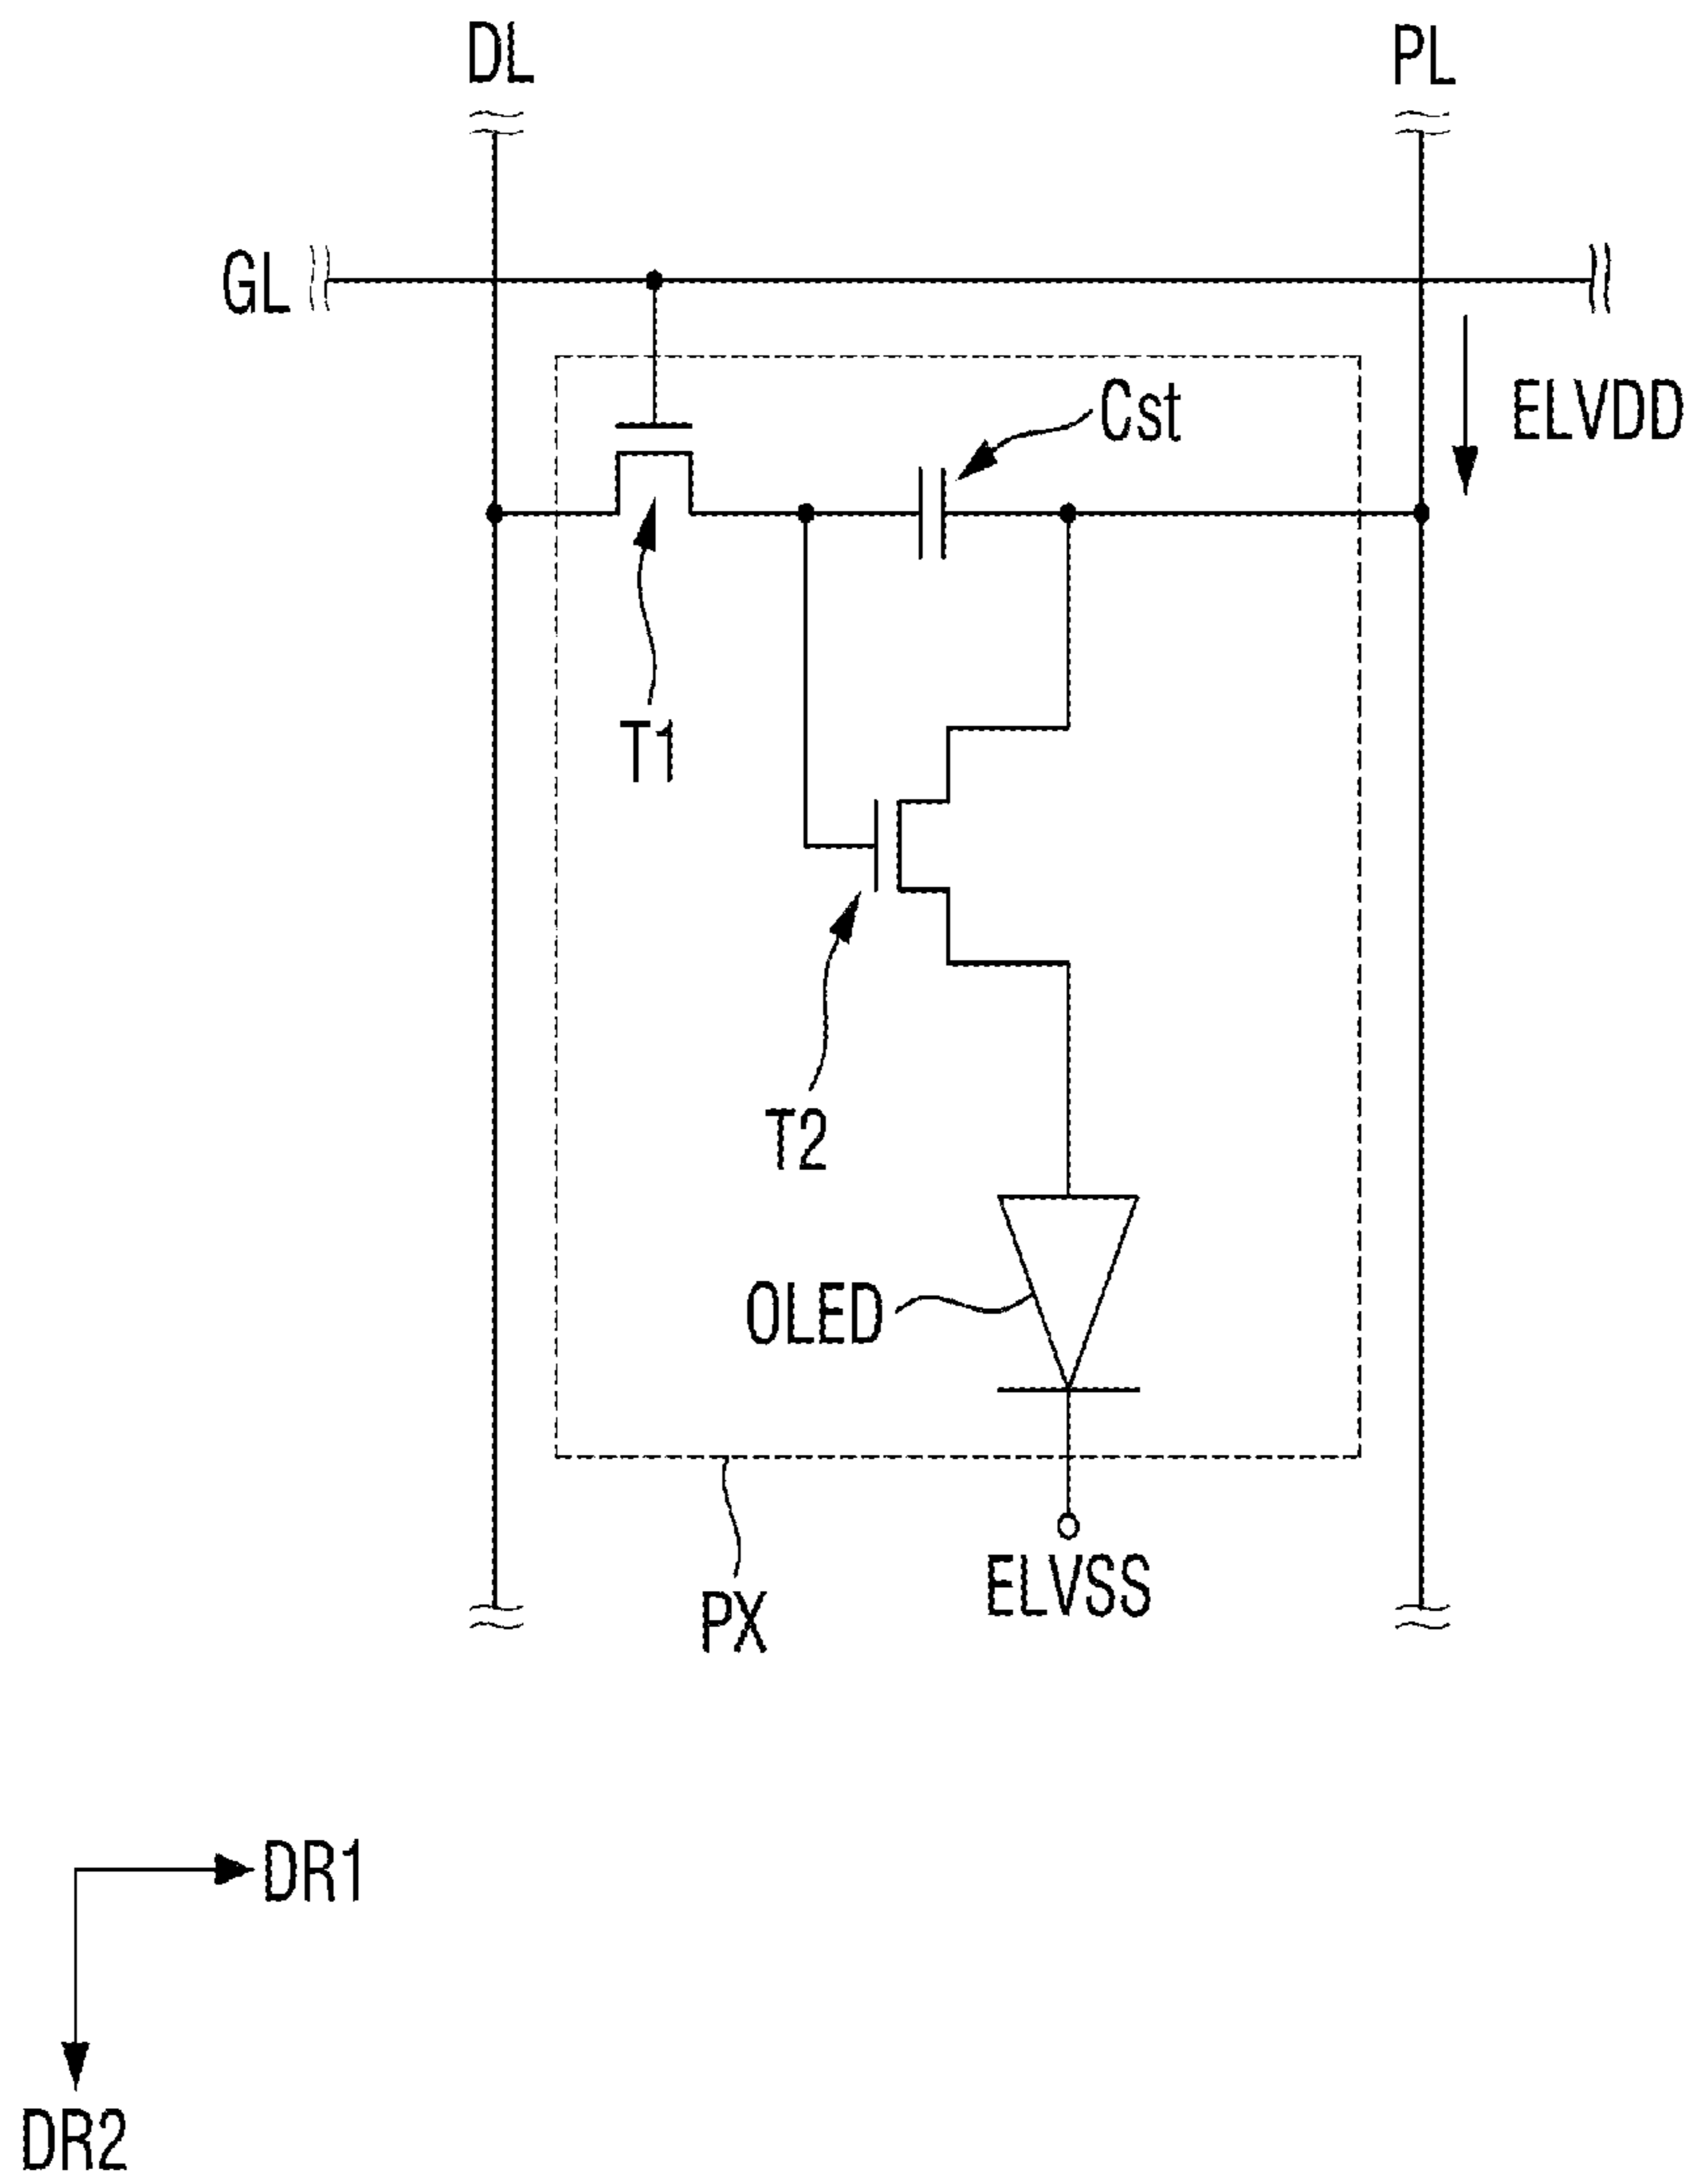 DL
PL
GL
Cst
ELVDD
T1
T2
OLED
ELVSS
PX
DR1
DR2